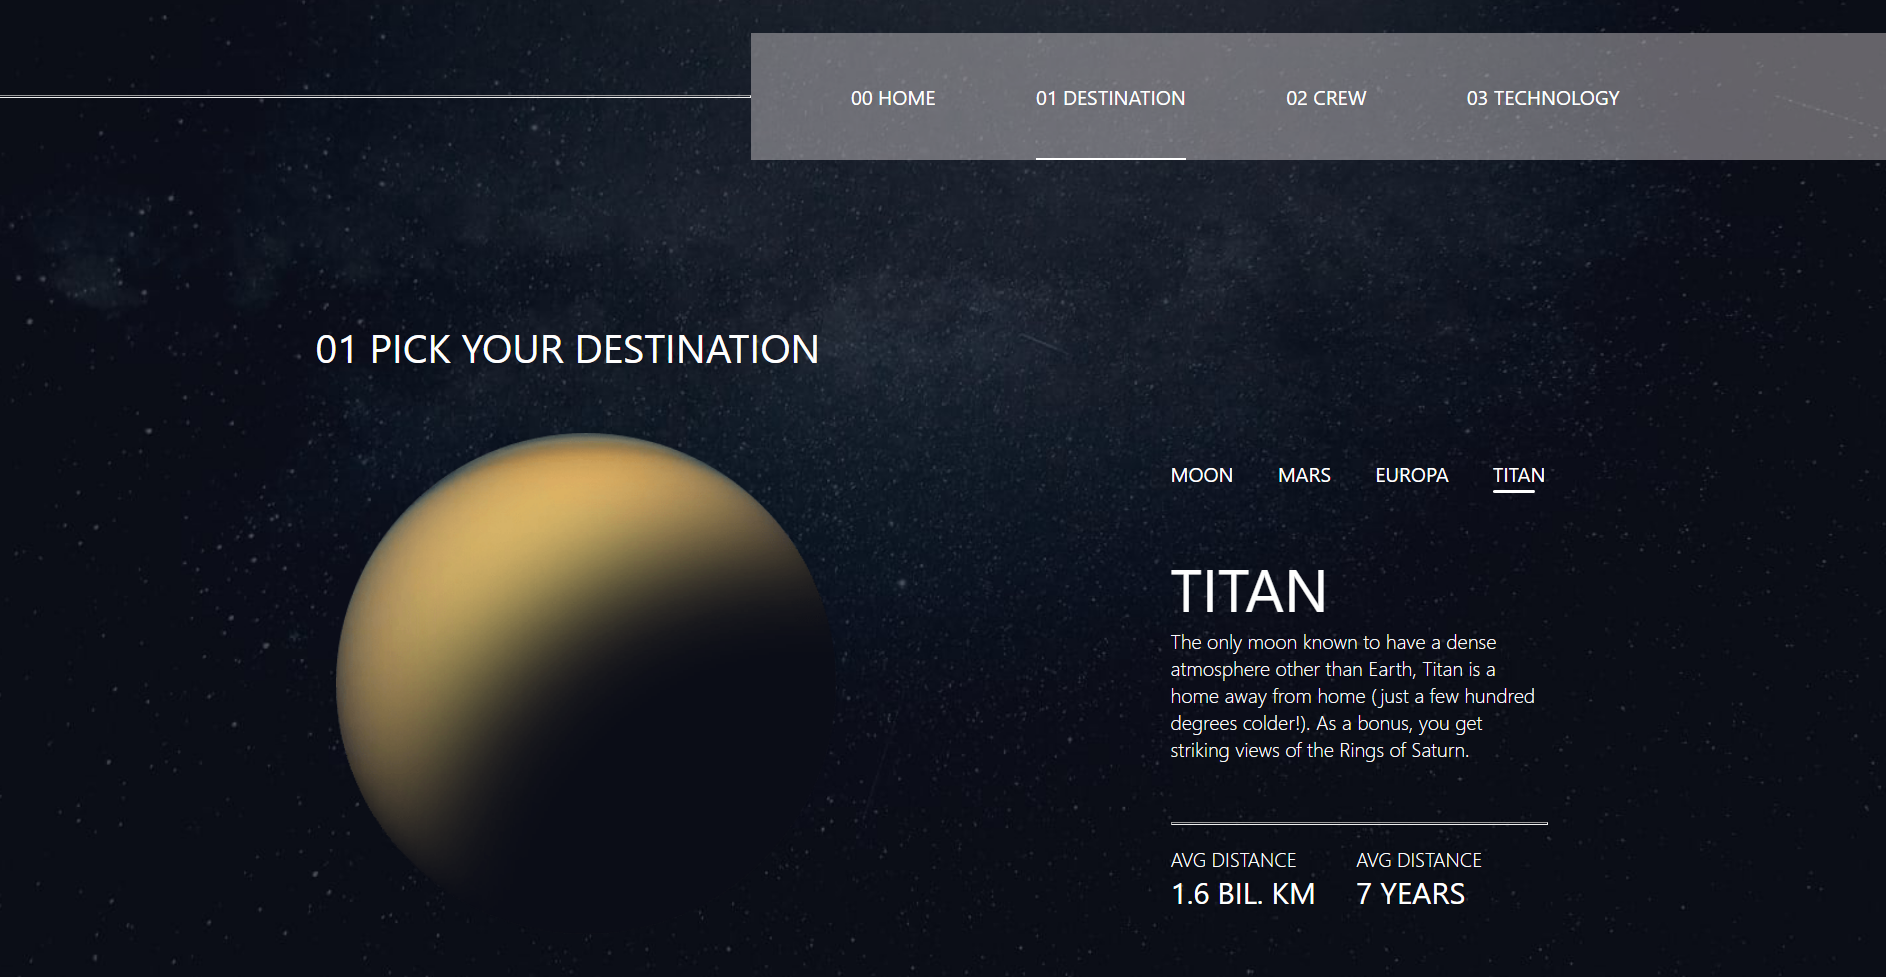 00 HOME 01 DESTINATION 02 CREW 03 TECHNOLOGY
01 PICK YOUR DESTINATION
MOON MARS EUROPA TITAN
TITAN
The only moon known to have a dense
atmosphere other than Earth, Titan is a
home away from home (just a few hundred
degrees colder!). As a bonus, you get
striking views of the Rings of Saturn.
AVG DISTANCE AVG DISTANCE
1.6 BIL. KM 7 YEARS